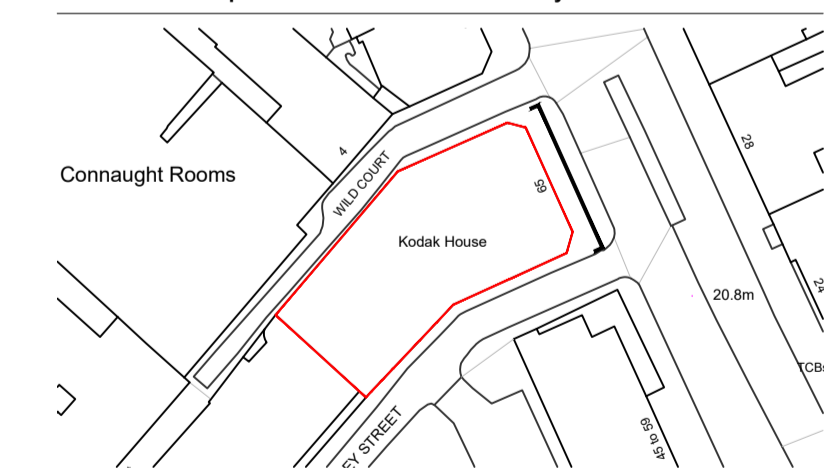 4
28
Connaught Rooms
WILD COURT
65
Kodak House
24
20.8m
TCBs
EY STREET
45 to 59